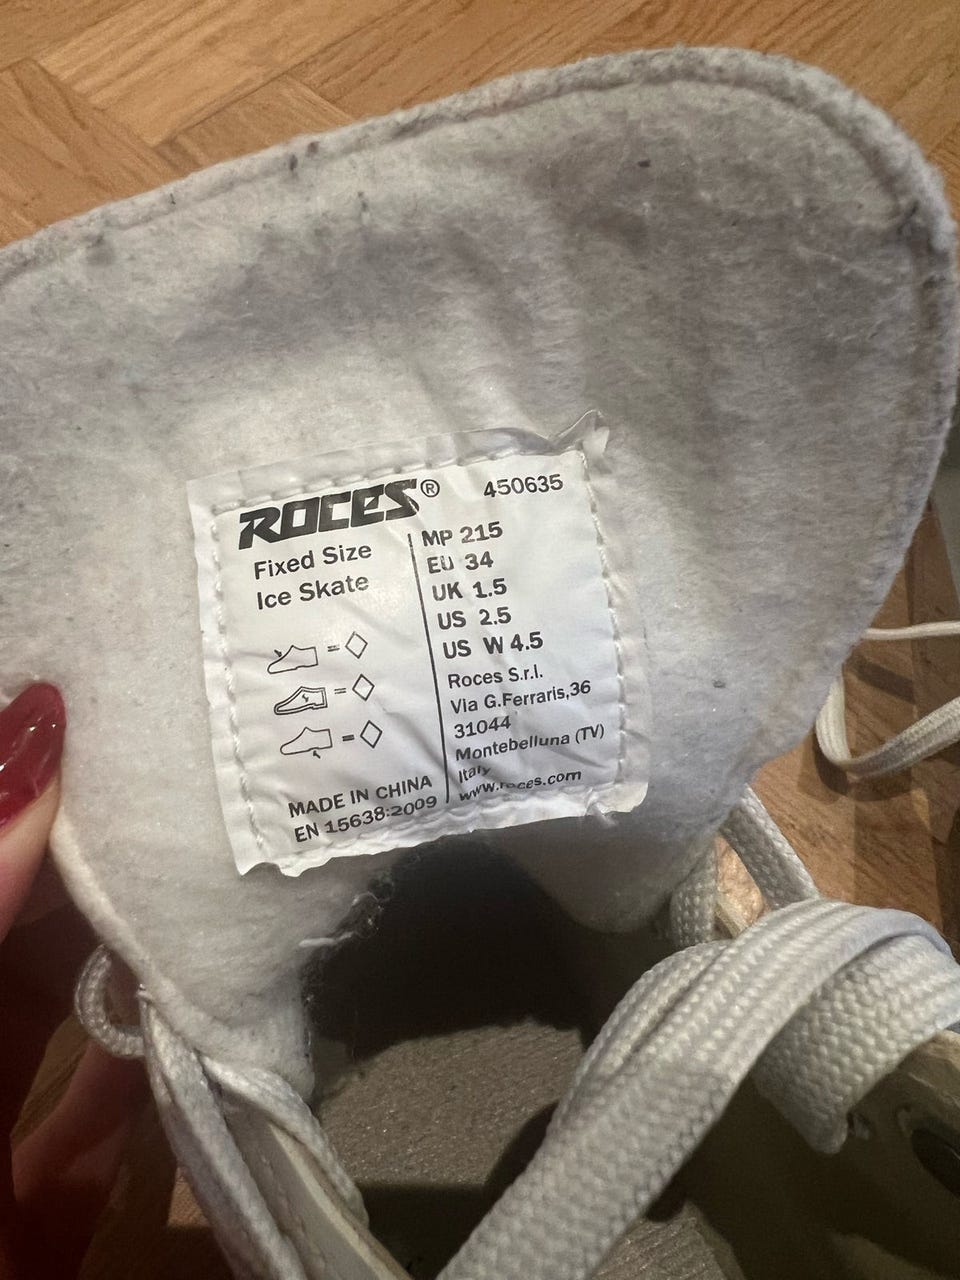 ROCES® 450635
Fixed Size
Ice Skate
MADE IN CHINA
EN 15638:2009
MP 215
EU 34
UK 1.5
US 2.5
US W 4.5
Roces S.r.l.
Via G.Ferraris,36
31044
Montebelluna (TV)
Italy
www.roces.com